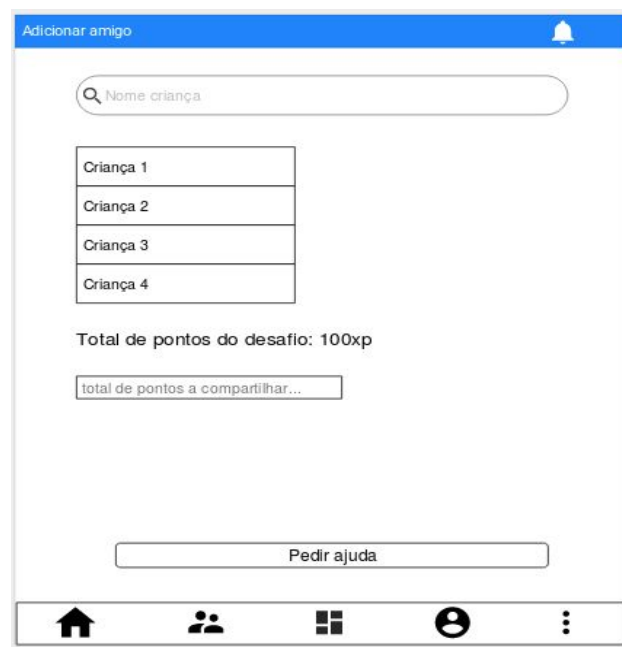 Adicionar amigo
Nome criança
Criança 1
Criança 2
Criança 3
Criança 4
Total de pontos do desafio: 100xp
total de pontos a compartilhar...
Pedir ajuda